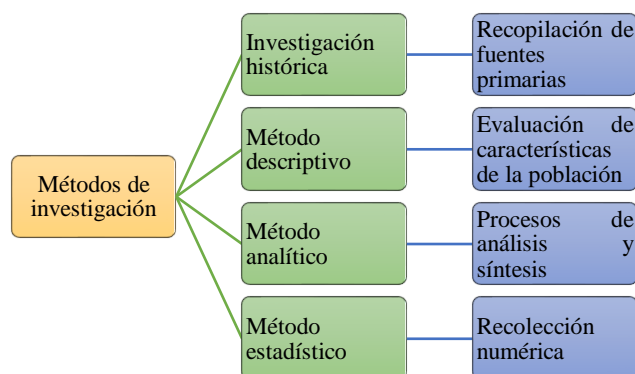 Métodos de
investigación
Investigación
histórica
Recopilación de
fuentes
primarias
Método
descriptivo
Evaluación de
características
de la población
Método
analítico
Procesos de
análisis y
síntesis
Método
estadístico
Recolección
numérica